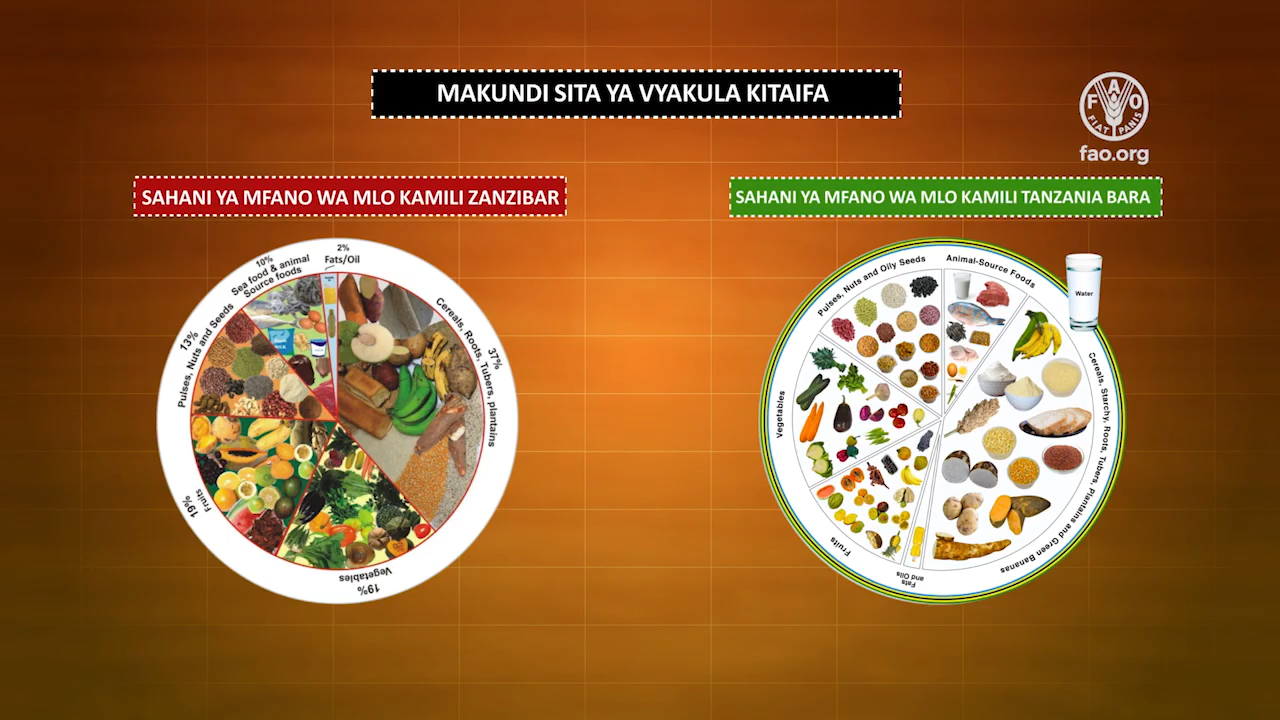 MAKUNDI SITA YA VYAKULA KITAIFA
FAO
FIAT PANIS
fao.org
SAHANI YA MFANO WA MLO KAMILI ZANZIBAR
SAHANI YA MFANO WA MLO KAMILI TANZANIA BARA
2%
Fats/Oil
10%
Sea food & animal
Source foods
13%
Pulses, Nuts and Seeds
37%
Cereals, Roots, Tubers, plantains
Fruits
19%
Vegetables
19%
Pulses, Nuts and Oily Seeds
Animal-Source Foods
Water
Vegetables
Cereals, Starchy, Roots, Tubers, Plantains and Green Bananas
Fruits
Fats
and Oils